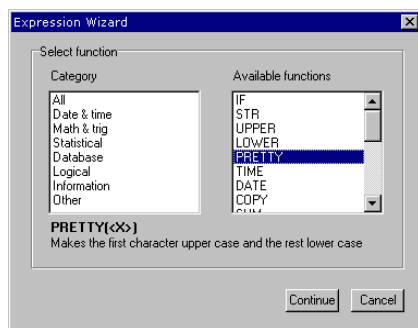 Expression Wizard
Select function
Category
All
Date & time
Math & trig
Statistical
Database
Logical
Information
Other
Available functions
IF
STR
UPPER
LOWER
PRETTY
TIME
DATE
COPY
SUM
PRETTY(<X>)
Makes the first character upper case and the rest lower case
Continue
Cancel